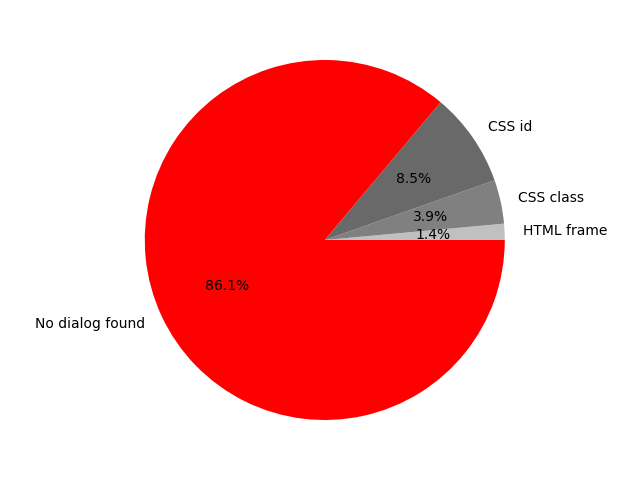 CSS id
8.5%
CSS class
3.9%
HTML frame
1.4%
86.1%
No dialog found